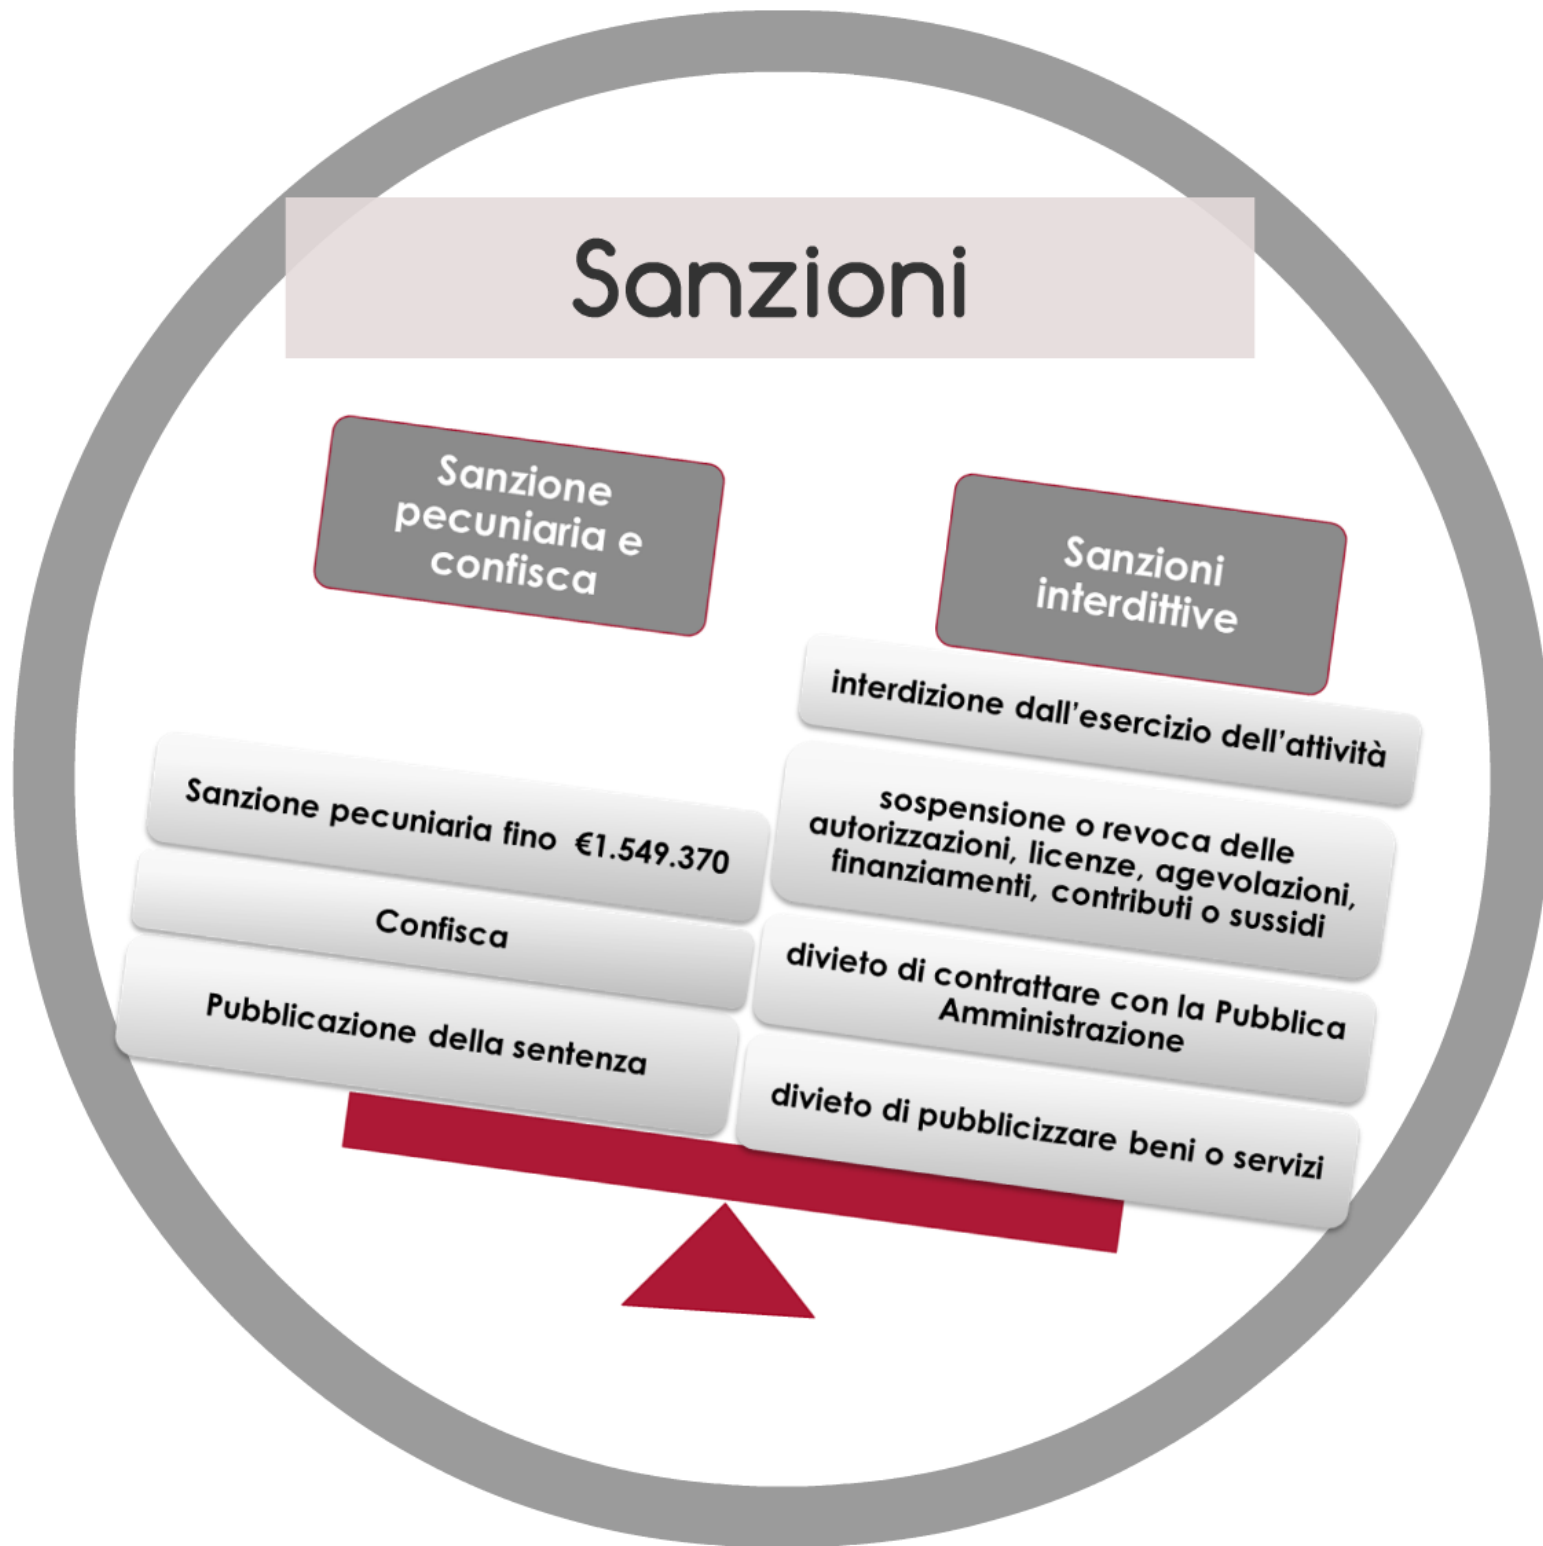 Sanzioni
Sanzione
pecuniaria e
confisca
Sanzione pecuniaria fino €1.549.370
Confisca
Pubblicazione della sentenza
Sanzioni
interdittive
interdizione dall’esercizio dell’attività
sospensione o revoca delle
autorizzazioni, licenze, agevolazioni,
finanziamenti, contributi o sussidi
divieto di contrattare con la Pubblica
Amministrazione
divieto di pubblicizzare beni o servizi